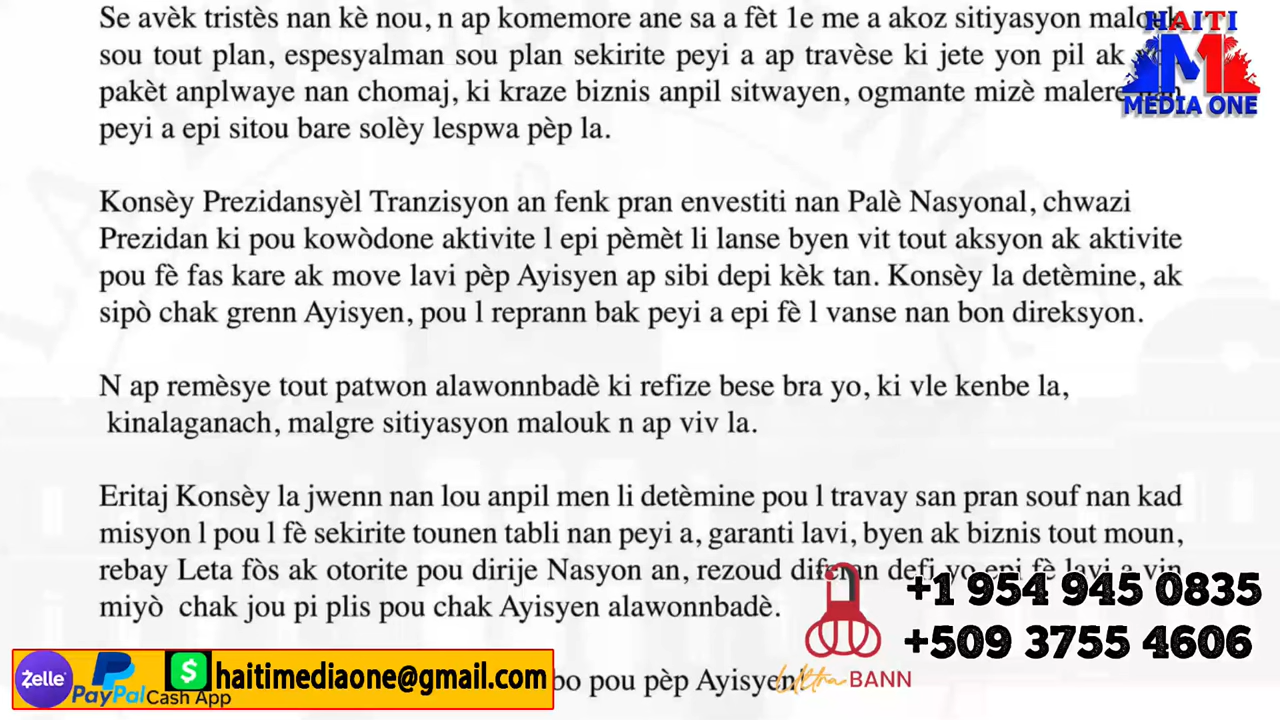 Se avèk tristès nan kè nou, n ap komemore ane sa a fèt 1e me a akoz sitiyasyon malouk
sou tout plan, espesyalman sou plan sekirite peyi a ap travèse ki jete yon pil ak
pakèt anplwaye nan chomaj, ki kraze biznis anpil sitwayen, ogmante mizè malere
peyi a epi sitou bare solèy lespwa pèp la.
HAITI
M
MEDIA ONE
Konsèy Prezidansyèl Tranzisyon an fenk pran envestiti nan Palè Nasyonal, chwazi
Prezidan ki pou kowòdone aktivite l epi pèmèt li lanse byen vit tout aksyon ak aktivite
pou fè fas kare ak move lavi pèp Ayisyen ap sibi depi kèk tan. Konsèy la detèmine, ak
sipò chak grenn Ayisyen, pou l reprann bak peyi a epi fè l vanse nan bon direksyon.
N ap remèsye tout patwon alawonnbadè ki refize bese bra yo, ki vle kenbe la,
kinalaganach, malgre sitiyasyon malouk n ap viv la.
Eritaj Konsèy la jwenn nan lou anpil men li detèmine pou l travay san pran souf nan kad
misyon l pou l fè sekirite tounen tabli nan peyi a, garanti lavi, byen ak biznis tout moun,
rebay Leta fòs ak otorite pou dirije Nasyon an, rezoud diferan defi yo epi fè lavi a vin
miyò  chak jou pi plis pou chak Ayisyen alawonnbadè.
+1 954 945 0835
+509 3755 4606
Ultra BANN
Zelle
PayPal
$
Cash App
haitimediaone@gmail.com
pou pèp Ayisyen